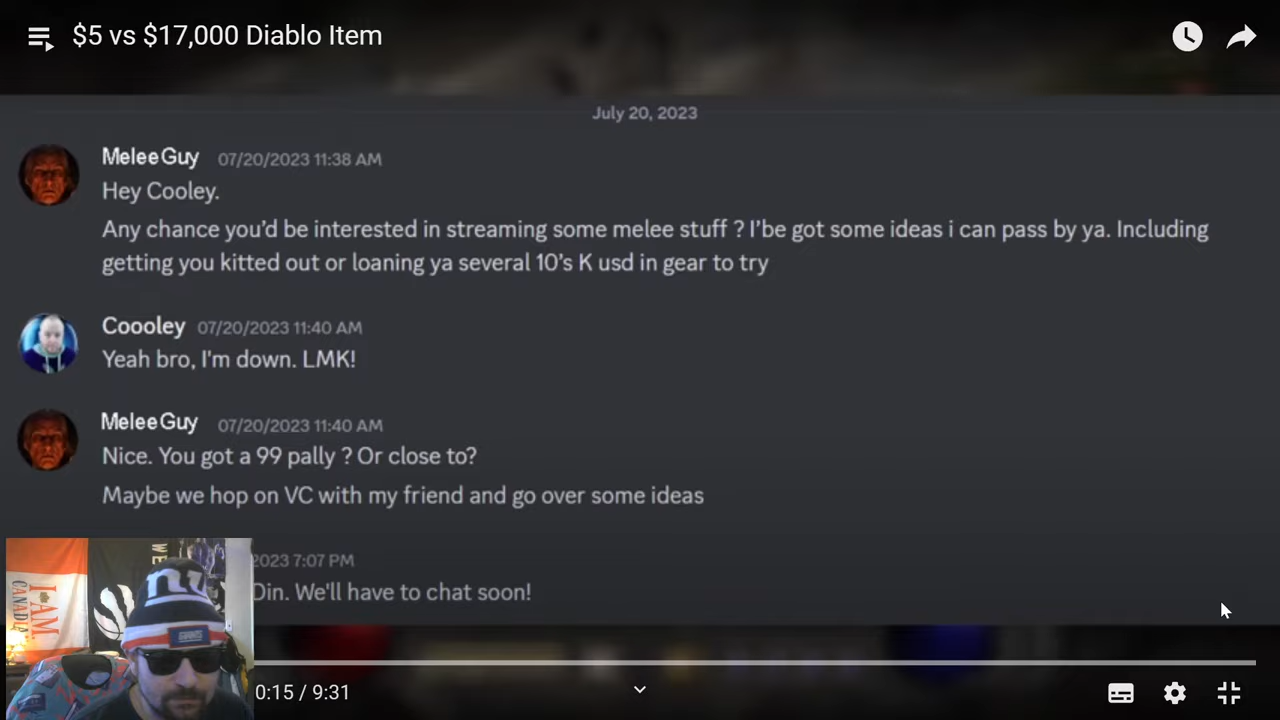 $5 vs $17,000 Diablo Item
July 20, 2023
MeleeGuy 07/20/2023 11:38 AM
Hey Cooley.
Any chance you'd be interested in streaming some melee stuff ? I'be got some ideas i can pass by ya. Including
getting you kitted out or loaning ya several 10's K usd in gear to try
Coooley 07/20/2023 11:40 AM
Yeah bro, I'm down. LMK!
MeleeGuy 07/20/2023 11:40 AM
Nice. You got a 99 pally ? Or close to?
Maybe we hop on VC with my friend and go over some ideas
2023 7:07 PM
Din. We'll have to chat soon!
WE
I AM
CANADIA
ny
GIANTS
0:15 / 9:31